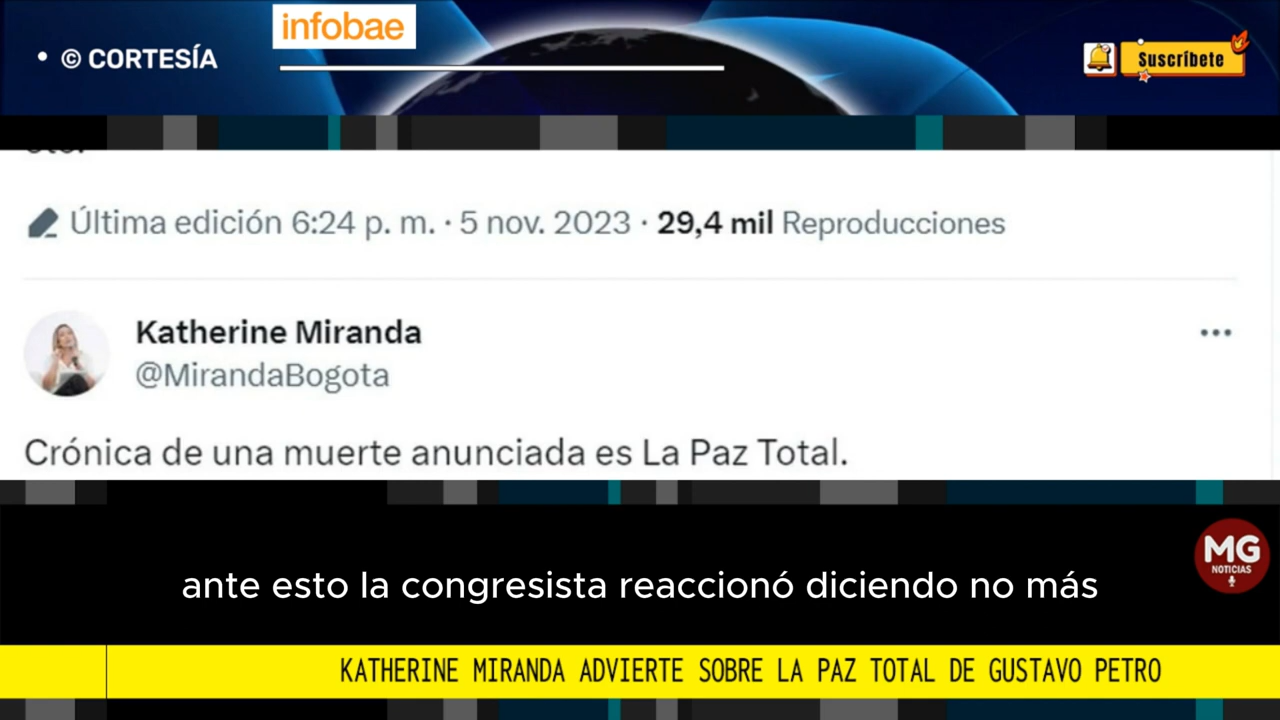 infobae
• © CORTESÍA
Suscríbete
Última edición 6:24 p. m. · 5 nov. 2023 · 29,4 mil Reproducciones
Katherine Miranda
@MirandaBogota
Crónica de una muerte anunciada es La Paz Total.
MG
NOTICIAS
ante esto la congresista reaccionó diciendo no más
KATHERINE MIRANDA ADVIERTE SOBRE LA PAZ TOTAL DE GUSTAVO PETRO